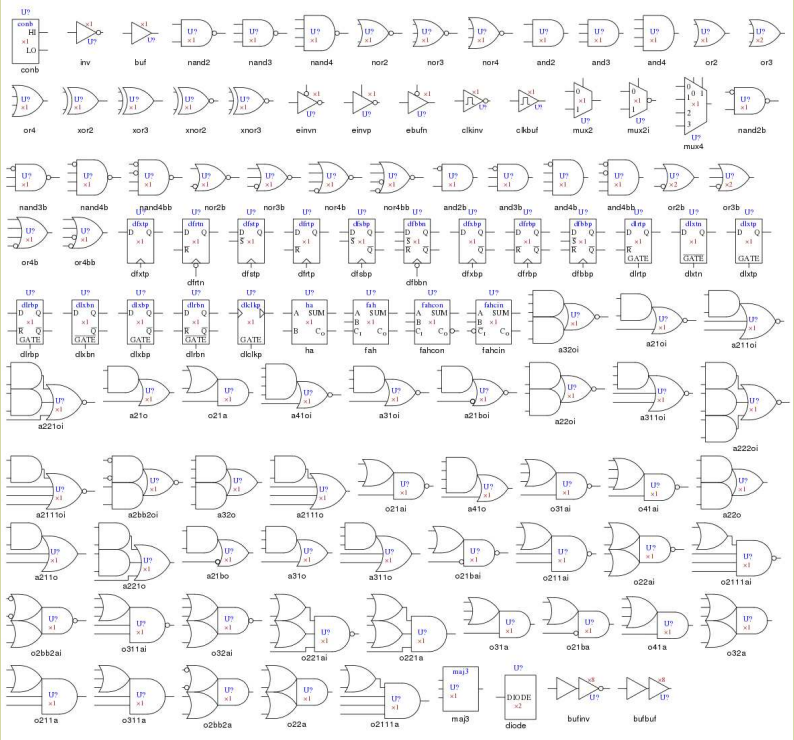 U? ×1 ×1 U? U? U? U? U? U? U? U? U? U? U?
conb HI ×1 LO U? U? ×1 ×1 ×1 ×1 ×1 ×1 ×1 ×1 ×1 ×2 ×2
conb inv buf nand2 nand3 nand4 nor2 nor3 nor4 and2 and3 and4 or2 or3
U? ×1 U? ×1 U? ×1 U? ×1 U? ×1 ×1 U? ×1 U? ×1 U? ×1 U? ×1 U? 0 1 ×1 U? 0 1 ×1 U? 0 1 0 1 2 3 ×1 U? U? ×1
or4 xor2 xor3 xnor2 xnor3 einvn einvp ebufn clkinv clkbuf mux2 mux2i mux4 nand2b
U? U? U? U? U? U? U? U? U? U? U? U? U?
×1 ×1 ×1 ×1 ×1 ×1 ×1 ×1 ×1 ×1 ×1 ×2 ×2
nand3b nand4b nand4bb nor2b nor3b nor4b nor4bb and2b and3b and4b and4bb or2b or3b
U? U? U? U? U? U? U? U? U? U? U? U?
U? U? dfxtp dfrtn dfstp dfrtp dfsbp dfbbn dfxbp dfrbp dfbbp dlrtp dlxtn dlxtp
×1 ×1 D Q ×1 D Q ×1 R D Q S ×1 D Q ×1 R D Q S ×1 Q D Q S ×1 R Q D Q ×1 Q D Q ×1 R Q D Q S ×1 R Q D Q ×1 R GATE D Q ×1 GATE D Q ×1 GATE
or4b or4bb dfxtp dfrtn dfstp dfrtp dfsbp dfbbn dfxbp dfrbp dfbbp dlrtp dlxtn dlxtp
U? U? U? U? U? U? U? U? U? U? U? U?
dlrbp dlxbn dlxbp dlrbn dlclkp ha fah fahcon fahcin ×1 ×1 ×1
D Q ×1 R Q GATE D Q ×1 Q GATE D Q ×1 Q GATE D Q ×1 R Q GATE ×1 GATE A SUM ×1 B CO A SUM B ×1 CI CO A SUM B ×1 CI CO A SUM B ×1 CI CO
dlrbp dlxbn dlxbp dlrbn dlclkp ha fah fahcon fahcin a32oi a21oi a211oi
U? U? U? U? U? U? U? U? U?
×1 ×1 ×1 ×1 ×1 ×1 ×1 ×1 ×1
a221oi a21o o21a a41oi a31oi a21boi a22oi a311oi a222oi
U? U? U? U? U? U? U? U? U?
×1 ×1 ×1 ×1 ×1 ×1 ×1 ×1 ×1
a2111oi a2bb2oi a32o a2111o o21ai a41o o31ai o41ai a22o
U? U? U? U? U? U? U? U? U?
×1 ×1 ×1 ×1 ×1 ×1 ×1 ×1 ×1
a211o a221o a21bo a31o a311o o21bai o211ai o22ai o2111ai
U? U? U? U? U? U? U? U? U?
×1 ×1 ×1 ×1 ×1 ×1 ×1 ×1 ×1
o2bb2ai o311ai o32ai o221ai o221a o31a o21ba o41a o32a
U? U? U? U? U? maj3 U? ×8 ×8
×1 ×1 ×1 ×1 ×1 U? ×1 DIODE ×2 U? U?
o211a o311a o2bb2a o22a o2111a maj3 diode bufinv bufbuf